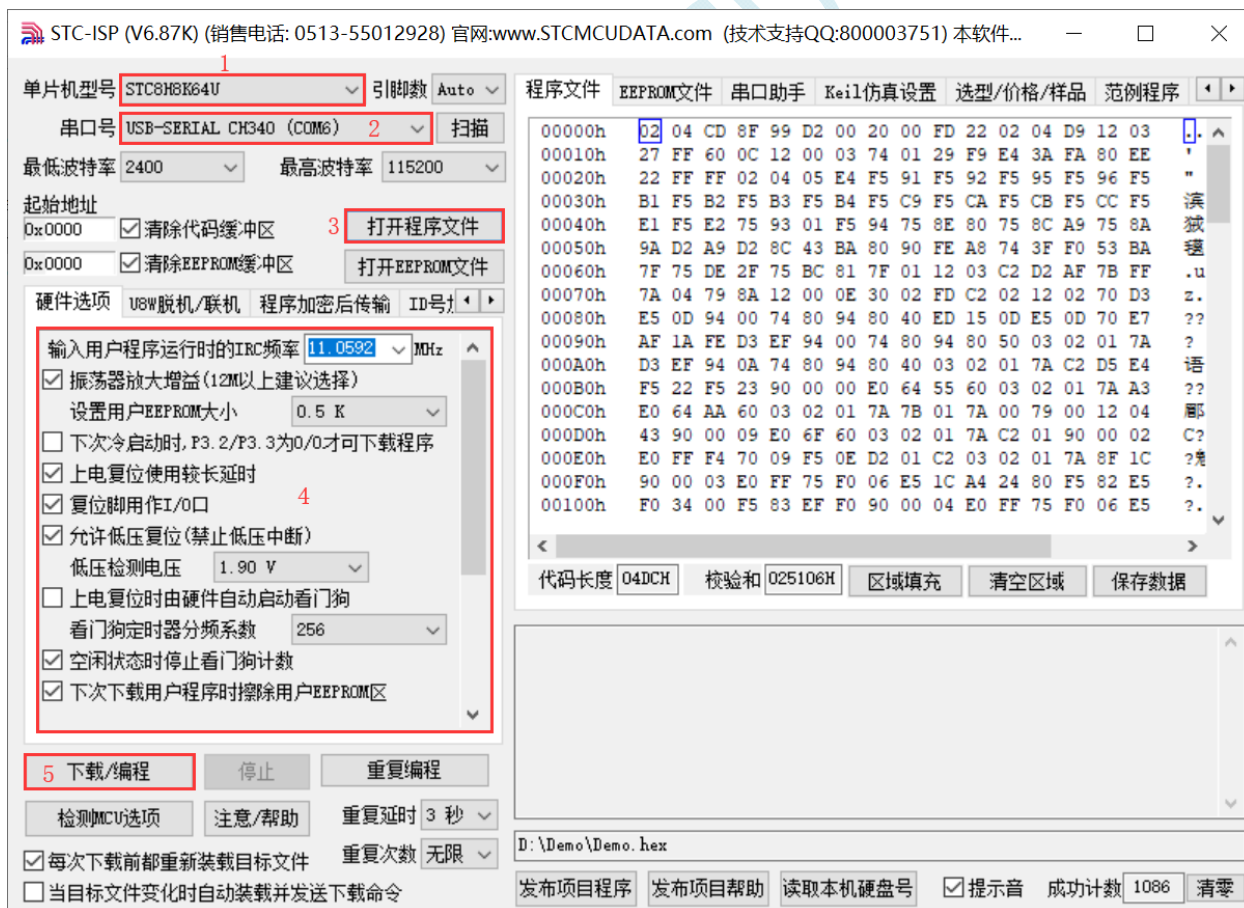 STC-ISP (V6.87K) (销售电话: 0513-55012928) 官网:www.STCMCUDATA.com (技术支持QQ:800003751) 本软件...
1
单片机型号 STC8H8K64U 引脚数 Auto
串口号 USB-SERIAL CH340 (COM6) 2 扫描
最低波特率 2400 最高波特率 115200
起始地址
0x0000 清除代码缓冲区 3 打开程序文件
0x0000 清除EEPROM缓冲区 打开EEPROM文件
硬件选项 U8W脱机/联机 程序加密后传输 ID号
输入用户程序运行时的IRC频率 11.0592 MHz
振荡器放大增益(12M以上建议选择)
设置用户EEPROM大小 0.5 K
下次冷启动时,P3.2/P3.3为0/0才可下载程序
上电复位使用较长延时
复位脚用作I/O口 4
允许低压复位(禁止低压中断)
低压检测电压 1.90 V
上电复位时由硬件自动启动看门狗
看门狗定时器分频系数 256
空闲状态时停止看门狗计数
下次下载用户程序时擦除用户EEPROM区
5 下载/编程 停止 重复编程
检测MCU选项 注意/帮助 重复延时 3 秒
每次下载前都重新装载目标文件 重复次数 无限
当目标文件变化时自动装载并发送下载命令
程序文件 EEPROM文件 串口助手 Keil仿真设置 选型/价格/样品 范例程序
00000h 02 04 CD 8F 99 D2 00 20 00 FD 22 02 04 D9 12 03 ..
00010h 27 FF 60 0C 12 00 03 74 01 29 F9 E4 3A FA 80 EE '
00020h 22 FF FF 02 04 05 E4 F5 91 F5 92 F5 95 F5 96 F5 "
00030h B1 F5 B2 F5 B3 F5 B4 F5 C9 F5 CA F5 CB F5 CC F5 滨
00040h E1 F5 E2 75 93 01 F5 94 75 8E 80 75 8C A9 75 8A
00050h 9A D2 A9 D2 8C 43 BA 80 90 FE A8 74 3F F0 53 BA
00060h 7F 75 DE 2F 75 BC 81 7F 01 12 03 C2 D2 AF 7B FF .u
00070h 7A 04 79 8A 12 00 0E 30 02 FD C2 02 12 02 70 D3 z.
00080h E5 0D 94 00 74 80 94 80 40 ED 15 0D E5 0D 70 E7 ??
00090h AF 1A FE D3 EF 94 00 74 80 94 80 50 03 02 01 7A ?
000A0h D3 EF 94 0A 74 80 94 80 40 03 02 01 7A C2 D5 E4 语
000B0h F5 22 F5 23 90 00 00 E0 64 55 60 03 02 01 7A A3 ??
000C0h E0 64 AA 60 03 02 01 7A 7B 01 7A 00 79 00 12 04 郿
000D0h 43 90 00 09 E0 6F 60 03 02 01 7A C2 01 90 00 02 C?
000E0h E0 FF F4 70 09 F5 0E D2 01 C2 03 02 01 7A 8F 1C ?
000F0h 90 00 03 E0 FF 75 F0 06 E5 1C A4 24 80 F5 82 E5 ?.
00100h F0 34 00 F5 83 EF F0 90 00 04 E0 FF 75 F0 06 E5 ?.
代码长度 04DCH 校验和 025106H 区域填充 清空区域 保存数据
D:\Demo\Demo.hex
发布项目程序 发布项目帮助 读取本机硬盘号 提示音 成功计数 1086 清零